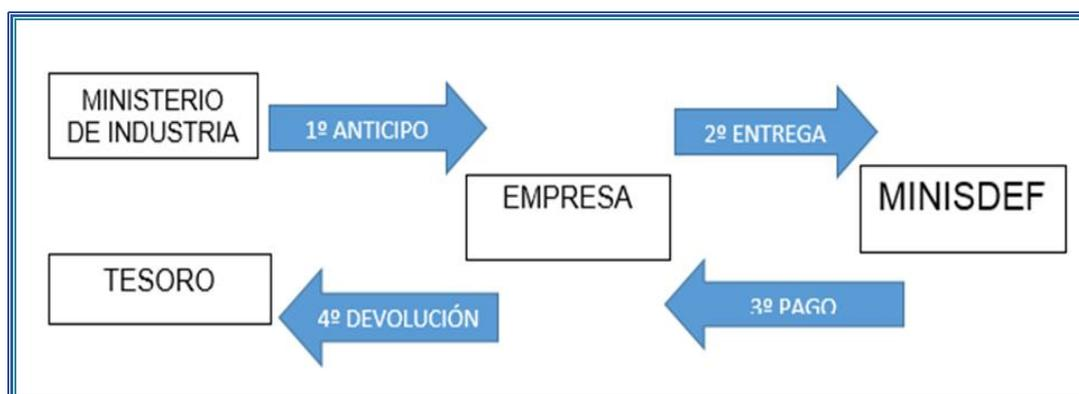 MINISTERIO
DE INDUSTRIA
1º ANTICIPO
2º ENTREGA
EMPRESA
MINISDEF
TESORO
4º DEVOLUCIÓN
3º PAGO